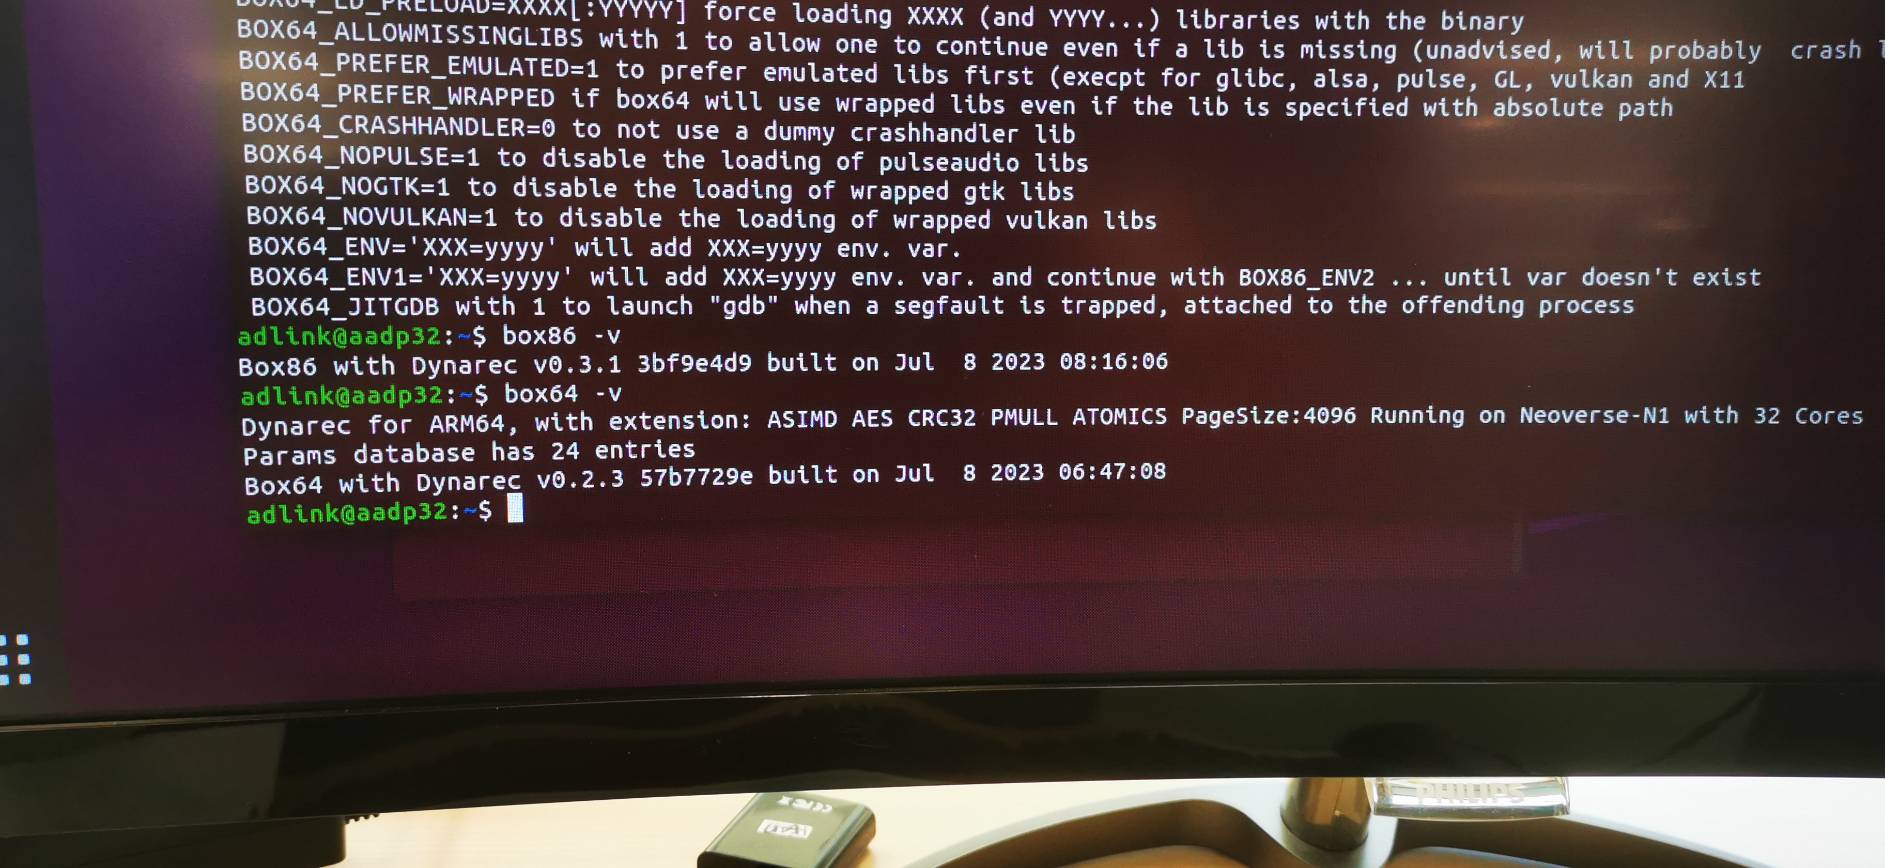 BOX64_LD_PRELOAD=XXXX[:YYYYY] force loading XXXX (and YYYY...) libraries with the binary
BOX64_ALLOWMISSINGLIBS with 1 to allow one to continue even if a lib is missing (unadvised, will probably  crash l
BOX64_PREFER_EMULATED=1 to prefer emulated libs first (execpt for glibc, alsa, pulse, GL, vulkan and X11
BOX64_PREFER_WRAPPED if box64 will use wrapped libs even if the lib is specified with absolute path
BOX64_CRASHHANDLER=0 to not use a dummy crashhandler lib
BOX64_NOPULSE=1 to disable the loading of pulseaudio libs
BOX64_NOGTK=1 to disable the loading of wrapped gtk libs
BOX64_NOVULKAN=1 to disable the loading of wrapped vulkan libs
BOX64_ENV='XXX=yyyy' will add XXX=yyyy env. var.
BOX64_ENV1='XXX=yyyy' will add XXX=yyyy env. var. and continue with BOX86_ENV2 ... until var doesn't exist
BOX64_JITGDB with 1 to launch "gdb" when a segfault is trapped, attached to the offending process
adlink@aadp32:~$ box86 -v
Box86 with Dynarec v0.3.1 3bf9e4d9 built on Jul  8 2023 08:16:06
adlink@aadp32:~$ box64 -v
Dynarec for ARM64, with extension: ASIMD AES CRC32 PMULL ATOMICS PageSize:4096 Running on Neoverse-N1 with 32 Cores
Params database has 24 entries
Box64 with Dynarec v0.2.3 57b7729e built on Jul  8 2023 06:47:08
adlink@aadp32:~$
PHILIPS